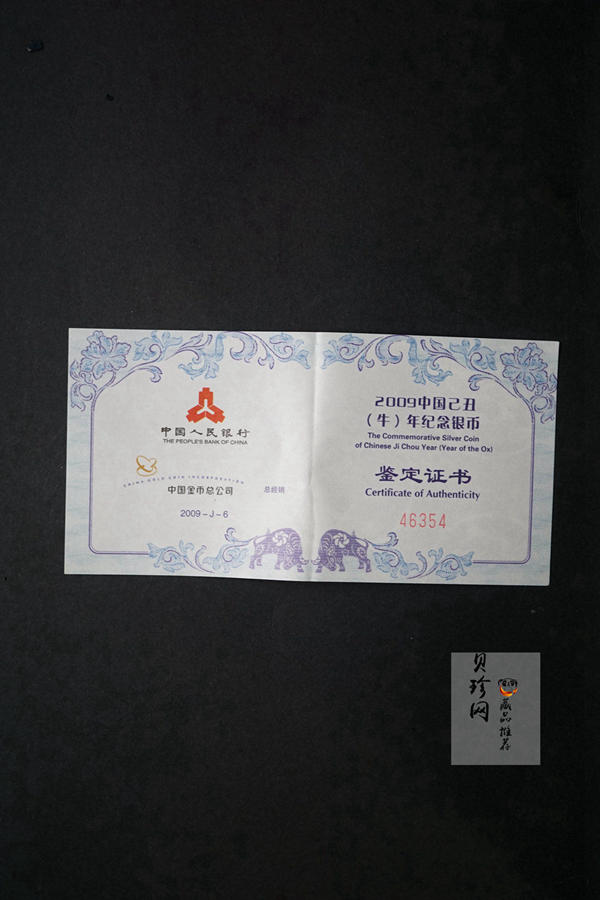 中国人民银行
THE PEOPLE'S BANK OF CHINA
CHINA GOLD COIN INCORPORATION
中国金币总公司 总经销
2009-J-6
2009中国己丑
(牛)年纪念银币
The Commemorative Silver Coin
of Chinese Ji Chou Year (Year of the Ox)
鉴定证书
Certificate of Authenticity
46354
贝珍网
藏品推荐